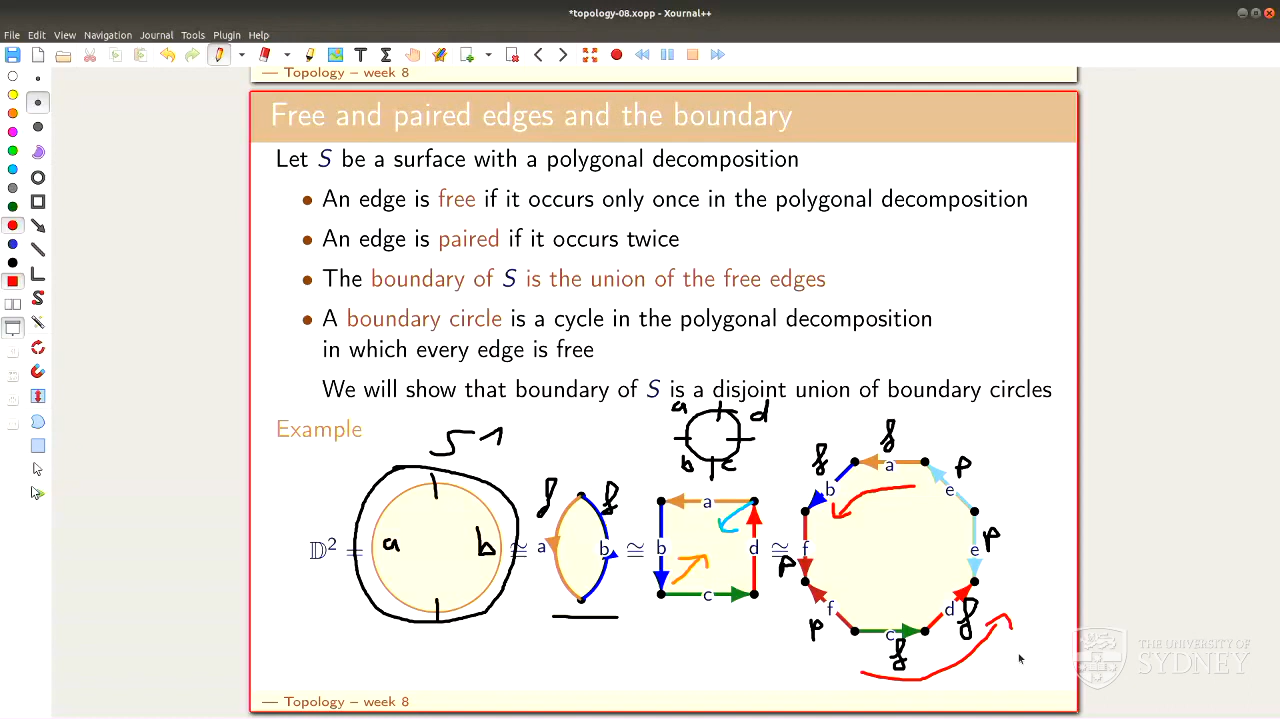 *topology-08.xopp - Xournal++
File Edit View Navigation Journal Tools Plugin Help
— Topology – week 8
Free and paired edges and the boundary
Let S be a surface with a polygonal decomposition
• An edge is free if it occurs only once in the polygonal decomposition
• An edge is paired if it occurs twice
• The boundary of S is the union of the free edges
• A boundary circle is a cycle in the polygonal decomposition
in which every edge is free
We will show that boundary of S is a disjoint union of boundary circles
Example
S1
a d
b c
f f
f f p
a
b e
a b
𝔻² = ≅ a b ≅ b a d c ≅ f e p
p
f c d
p f f
THE UNIVERSITY OF
SYDNEY
— Topology – week 8